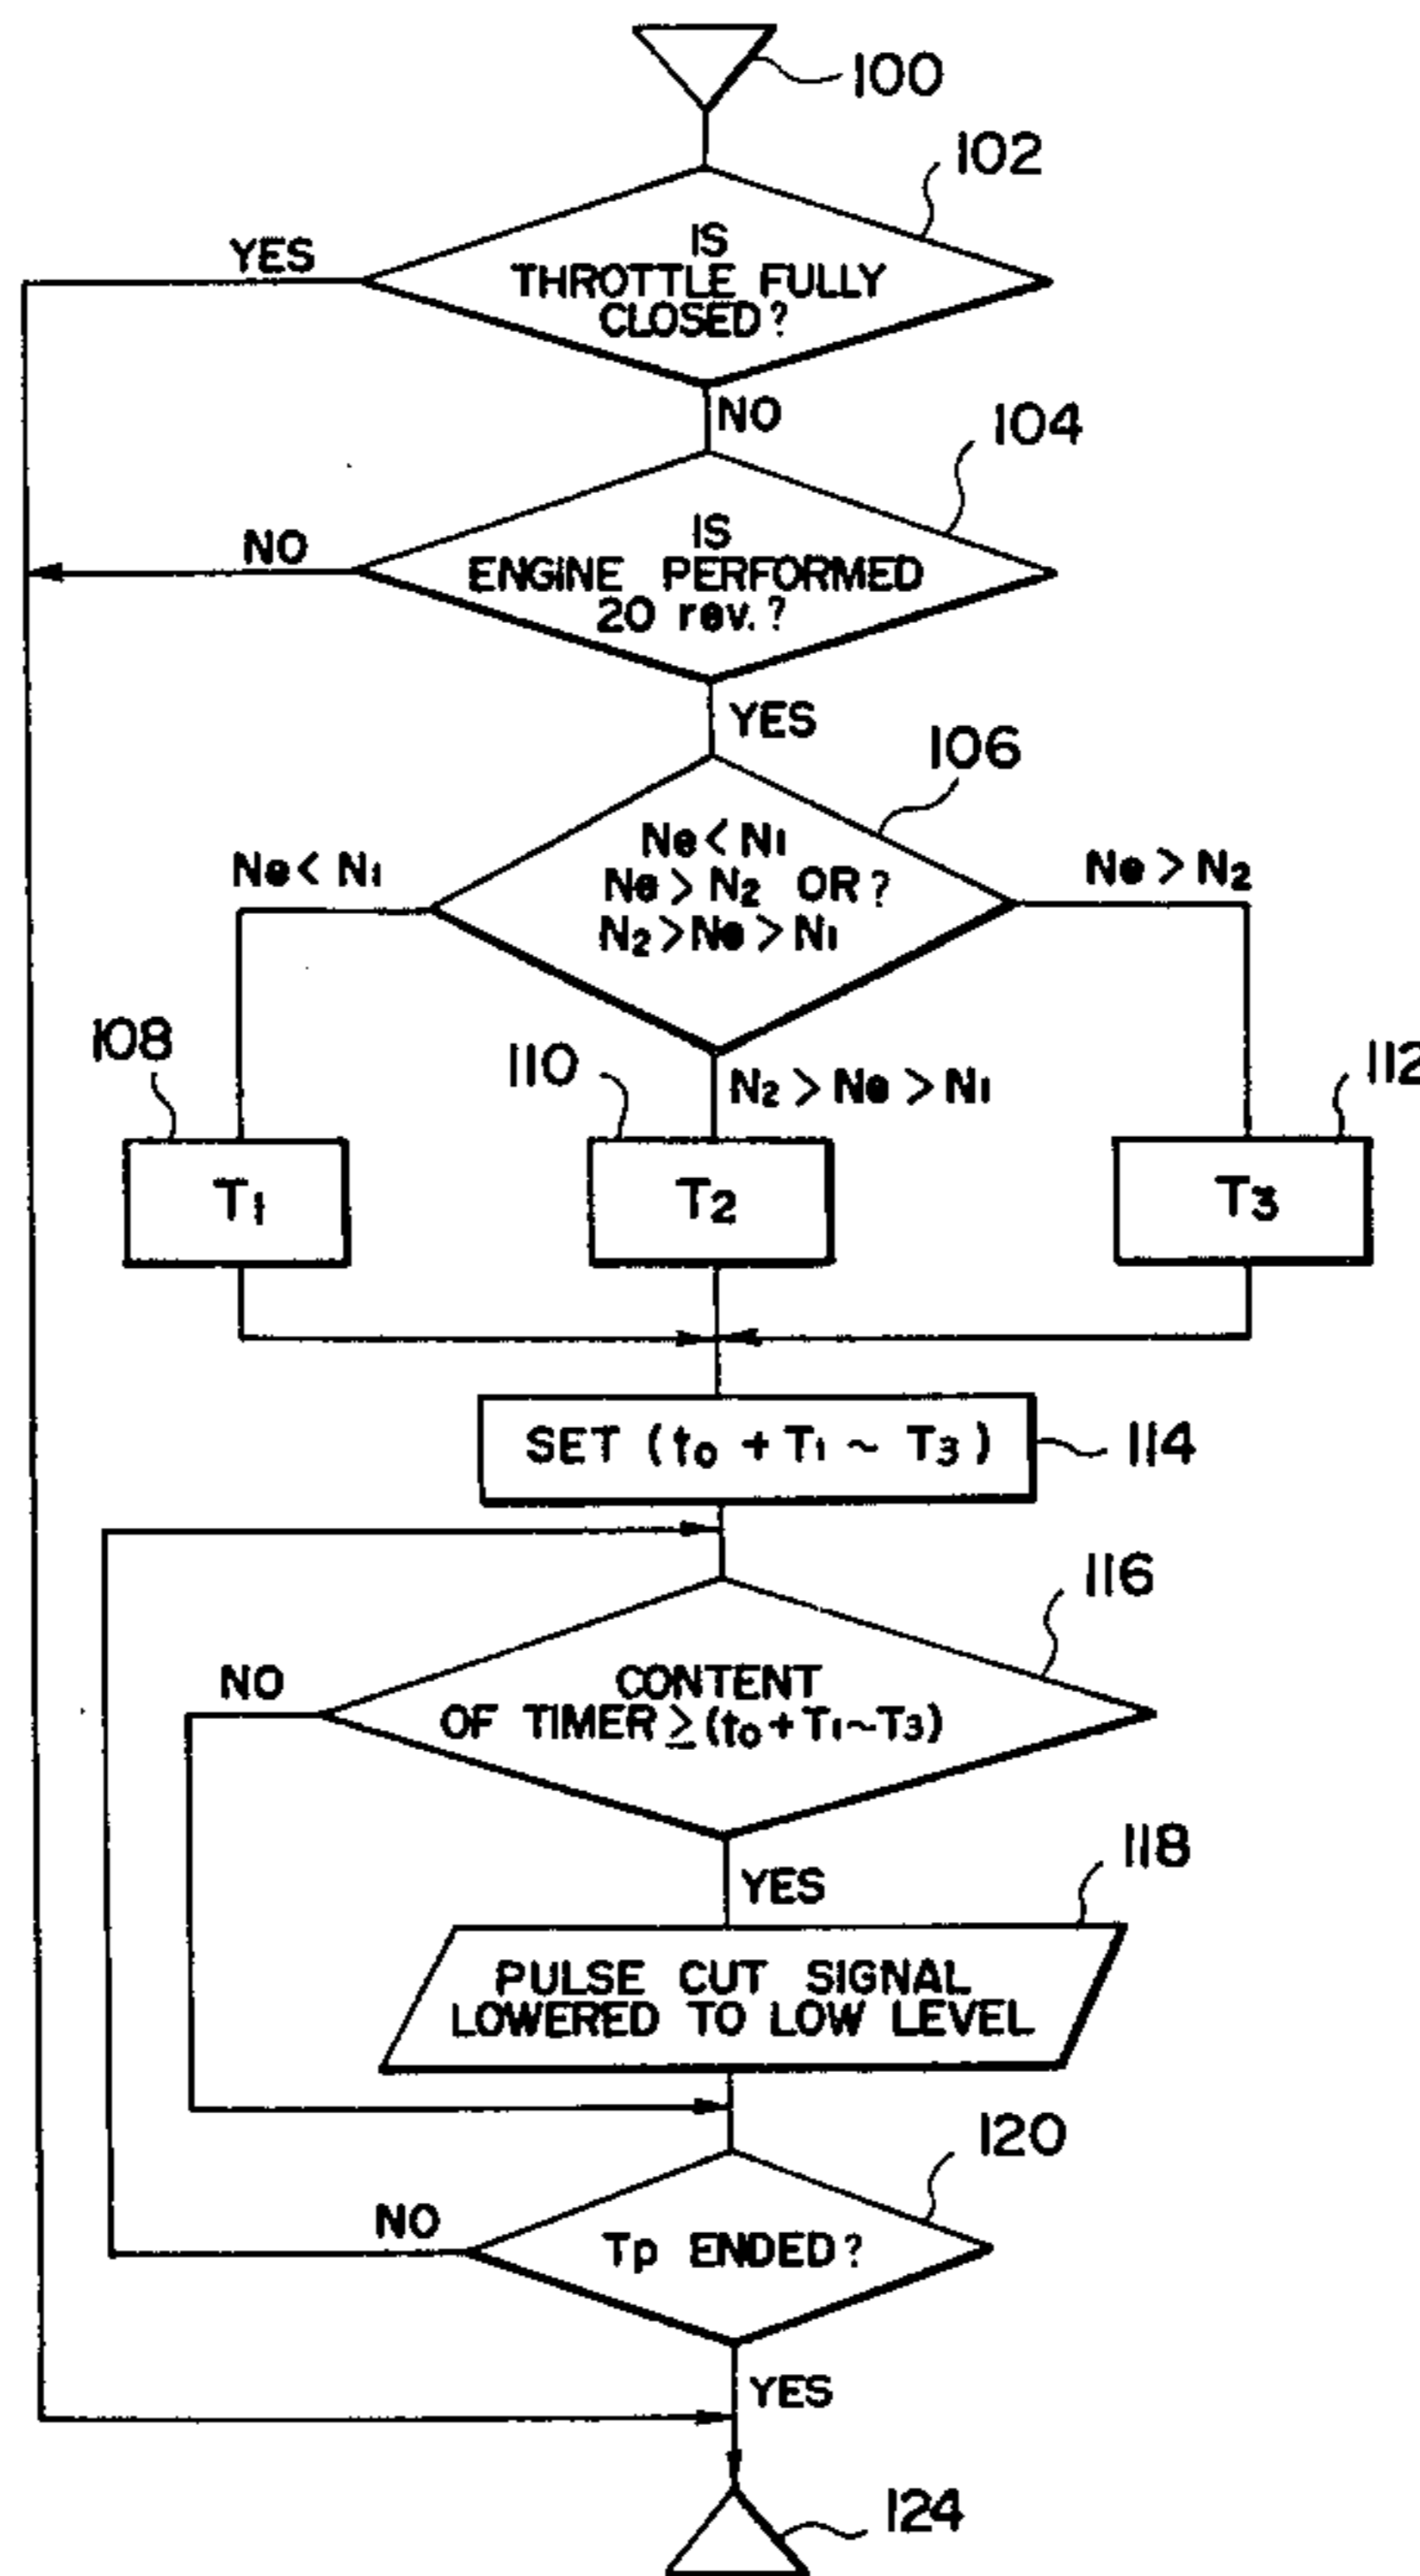 100
102
YES
IS
THROTTLE FULLY
CLOSED?
NO
104
NO
IS
ENGINE PERFORMED
20 rev.?
YES
106
Ne < N1
Ne < N1
Ne > N2 OR ?
N2 > Ne > N1
Ne > N2
108
110
N2 > Ne > N1
112
T1
T2
T3
SET (to + T1 ~ T3)
114
116
NO
CONTENT
OF TIMER ≥ (to + T1 ~ T3)
118
YES
PULSE CUT SIGNAL
LOWERED TO LOW LEVEL
120
NO
Tp ENDED?
YES
124